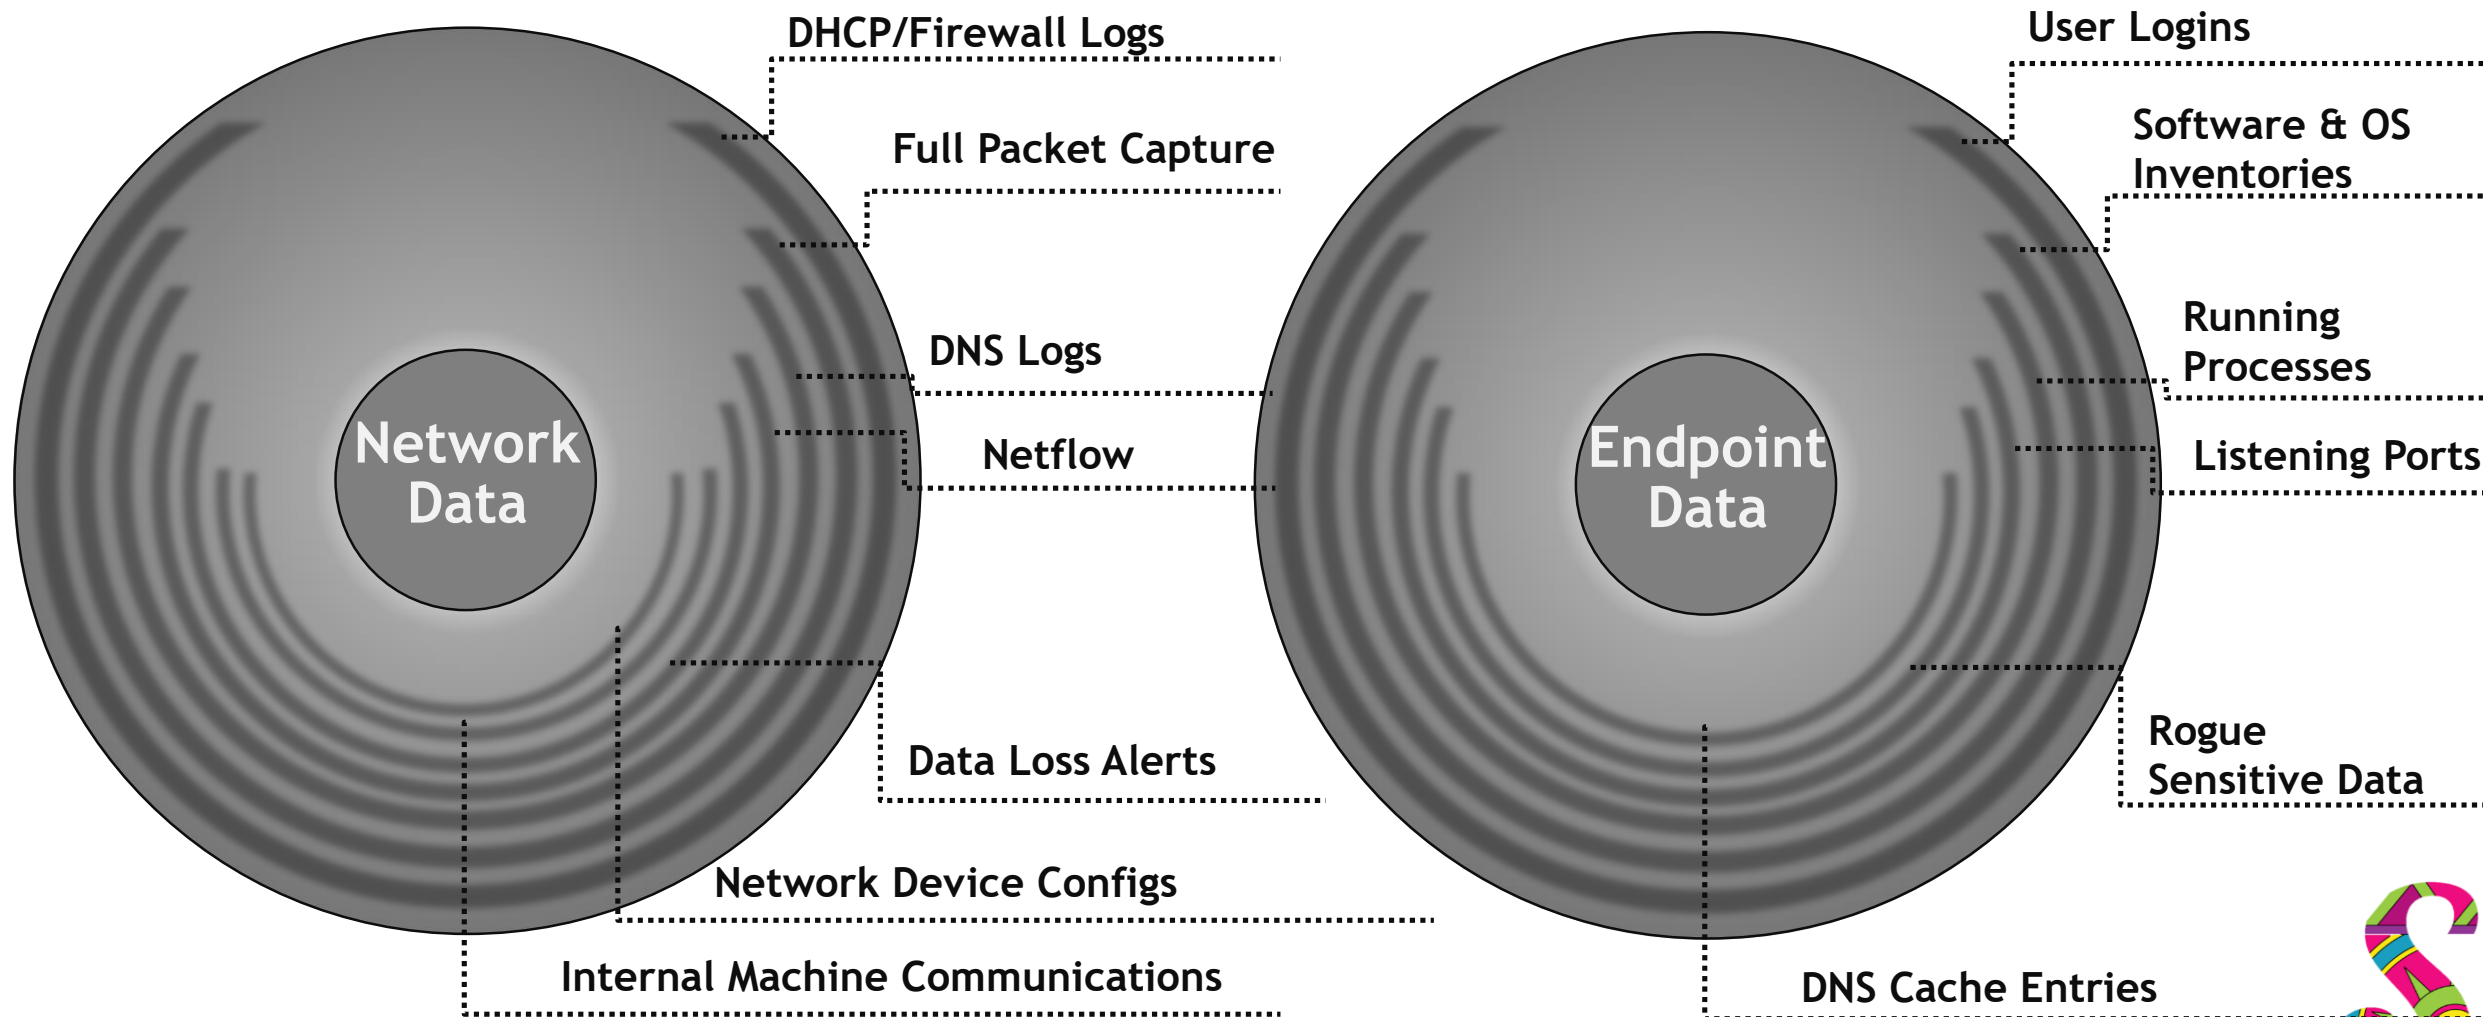 DHCP/Firewall Logs
Full Packet Capture
DNS Logs
Netflow
Network
Data
Data Loss Alerts
Network Device Configs
Internal Machine Communications
User Logins
Software & OS
Inventories
Running
Processes
Listening Ports
Endpoint
Data
Rogue
Sensitive Data
DNS Cache Entries